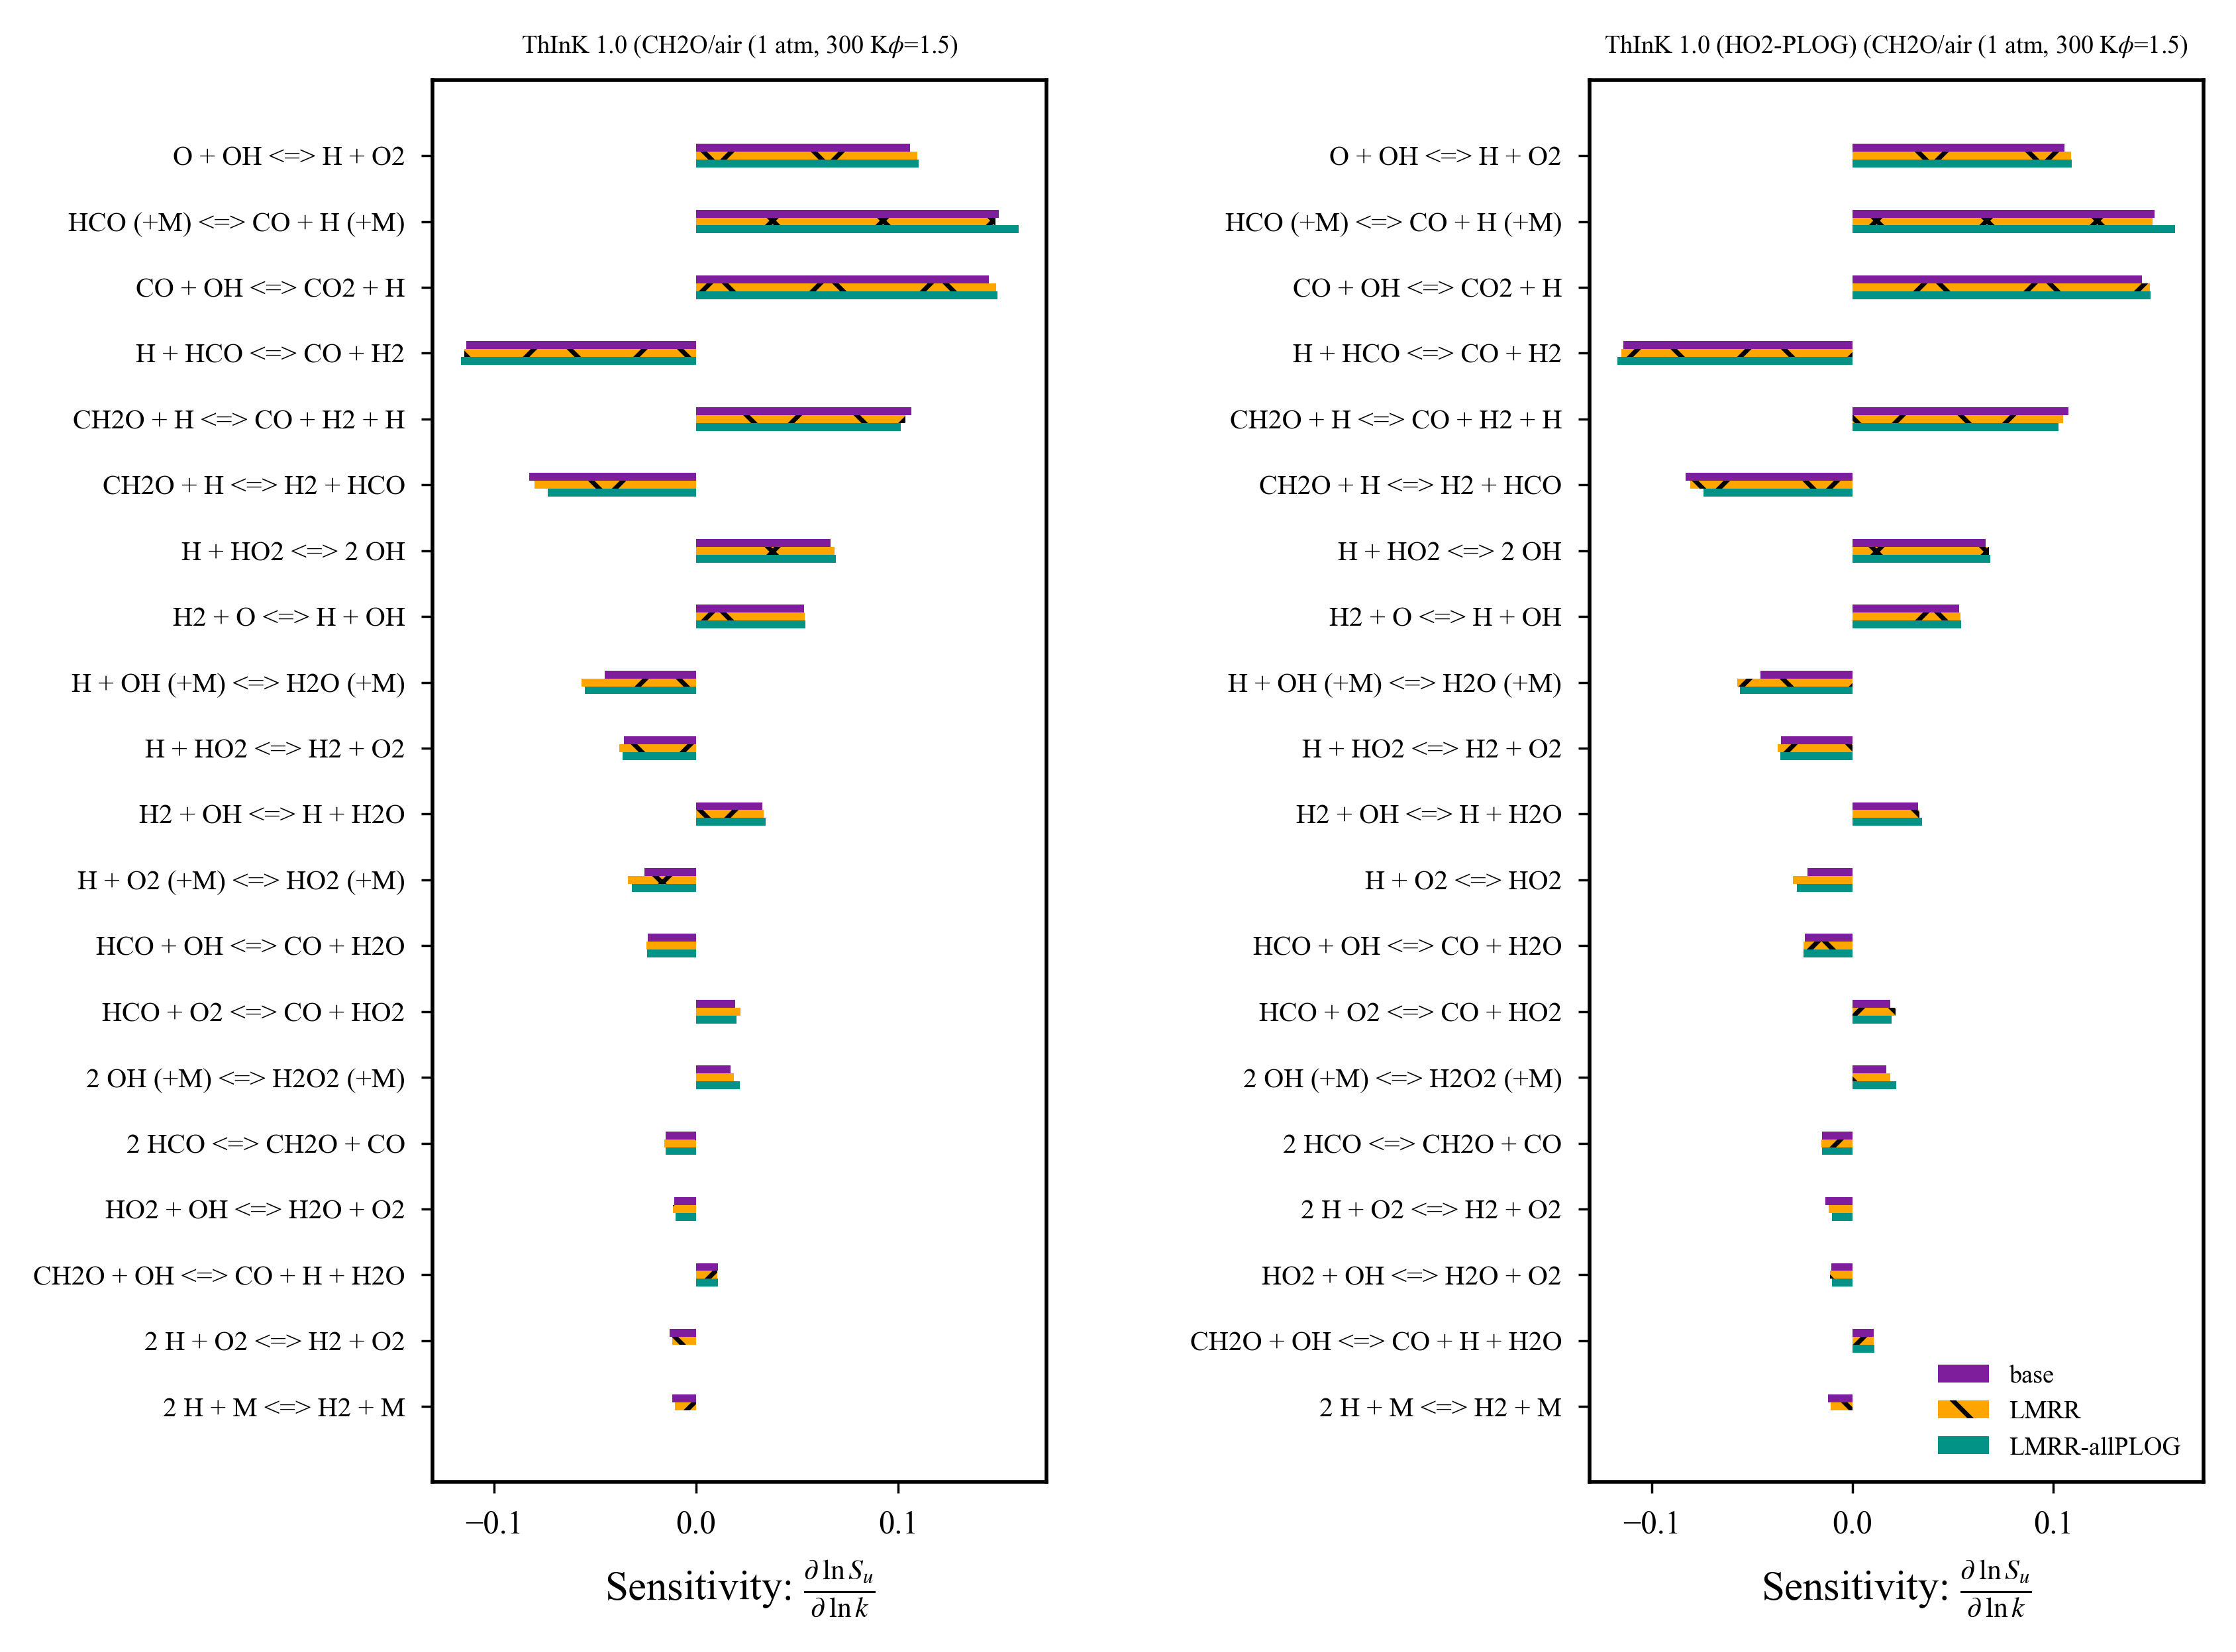 ThInK 1.0 (CH2O/air (1 atm, 300 Kϕ=1.5)
O + OH <=> H + O2
HCO (+M) <=> CO + H (+M)
CO + OH <=> CO2 + H
H + HCO <=> CO + H2
CH2O + H <=> CO + H2 + H
CH2O + H <=> H2 + HCO
H + HO2 <=> 2 OH
H2 + O <=> H + OH
H + OH (+M) <=> H2O (+M)
H + HO2 <=> H2 + O2
H2 + OH <=> H + H2O
H + O2 (+M) <=> HO2 (+M)
HCO + OH <=> CO + H2O
HCO + O2 <=> CO + HO2
2 OH (+M) <=> H2O2 (+M)
2 HCO <=> CH2O + CO
HO2 + OH <=> H2O + O2
CH2O + OH <=> CO + H + H2O
2 H + O2 <=> H2 + O2
2 H + M <=> H2 + M
−0.1 0.0 0.1
Sensitivity: ∂ ln S_u / ∂ ln k
ThInK 1.0 (HO2-PLOG) (CH2O/air (1 atm, 300 Kϕ=1.5)
O + OH <=> H + O2
HCO (+M) <=> CO + H (+M)
CO + OH <=> CO2 + H
H + HCO <=> CO + H2
CH2O + H <=> CO + H2 + H
CH2O + H <=> H2 + HCO
H + HO2 <=> 2 OH
H2 + O <=> H + OH
H + OH (+M) <=> H2O (+M)
H + HO2 <=> H2 + O2
H2 + OH <=> H + H2O
H + O2 <=> HO2
HCO + OH <=> CO + H2O
HCO + O2 <=> CO + HO2
2 OH (+M) <=> H2O2 (+M)
2 HCO <=> CH2O + CO
2 H + O2 <=> H2 + O2
HO2 + OH <=> H2O + O2
CH2O + OH <=> CO + H + H2O
2 H + M <=> H2 + M
base
LMRR
LMRR-allPLOG
−0.1 0.0 0.1
Sensitivity: ∂ ln S_u / ∂ ln k